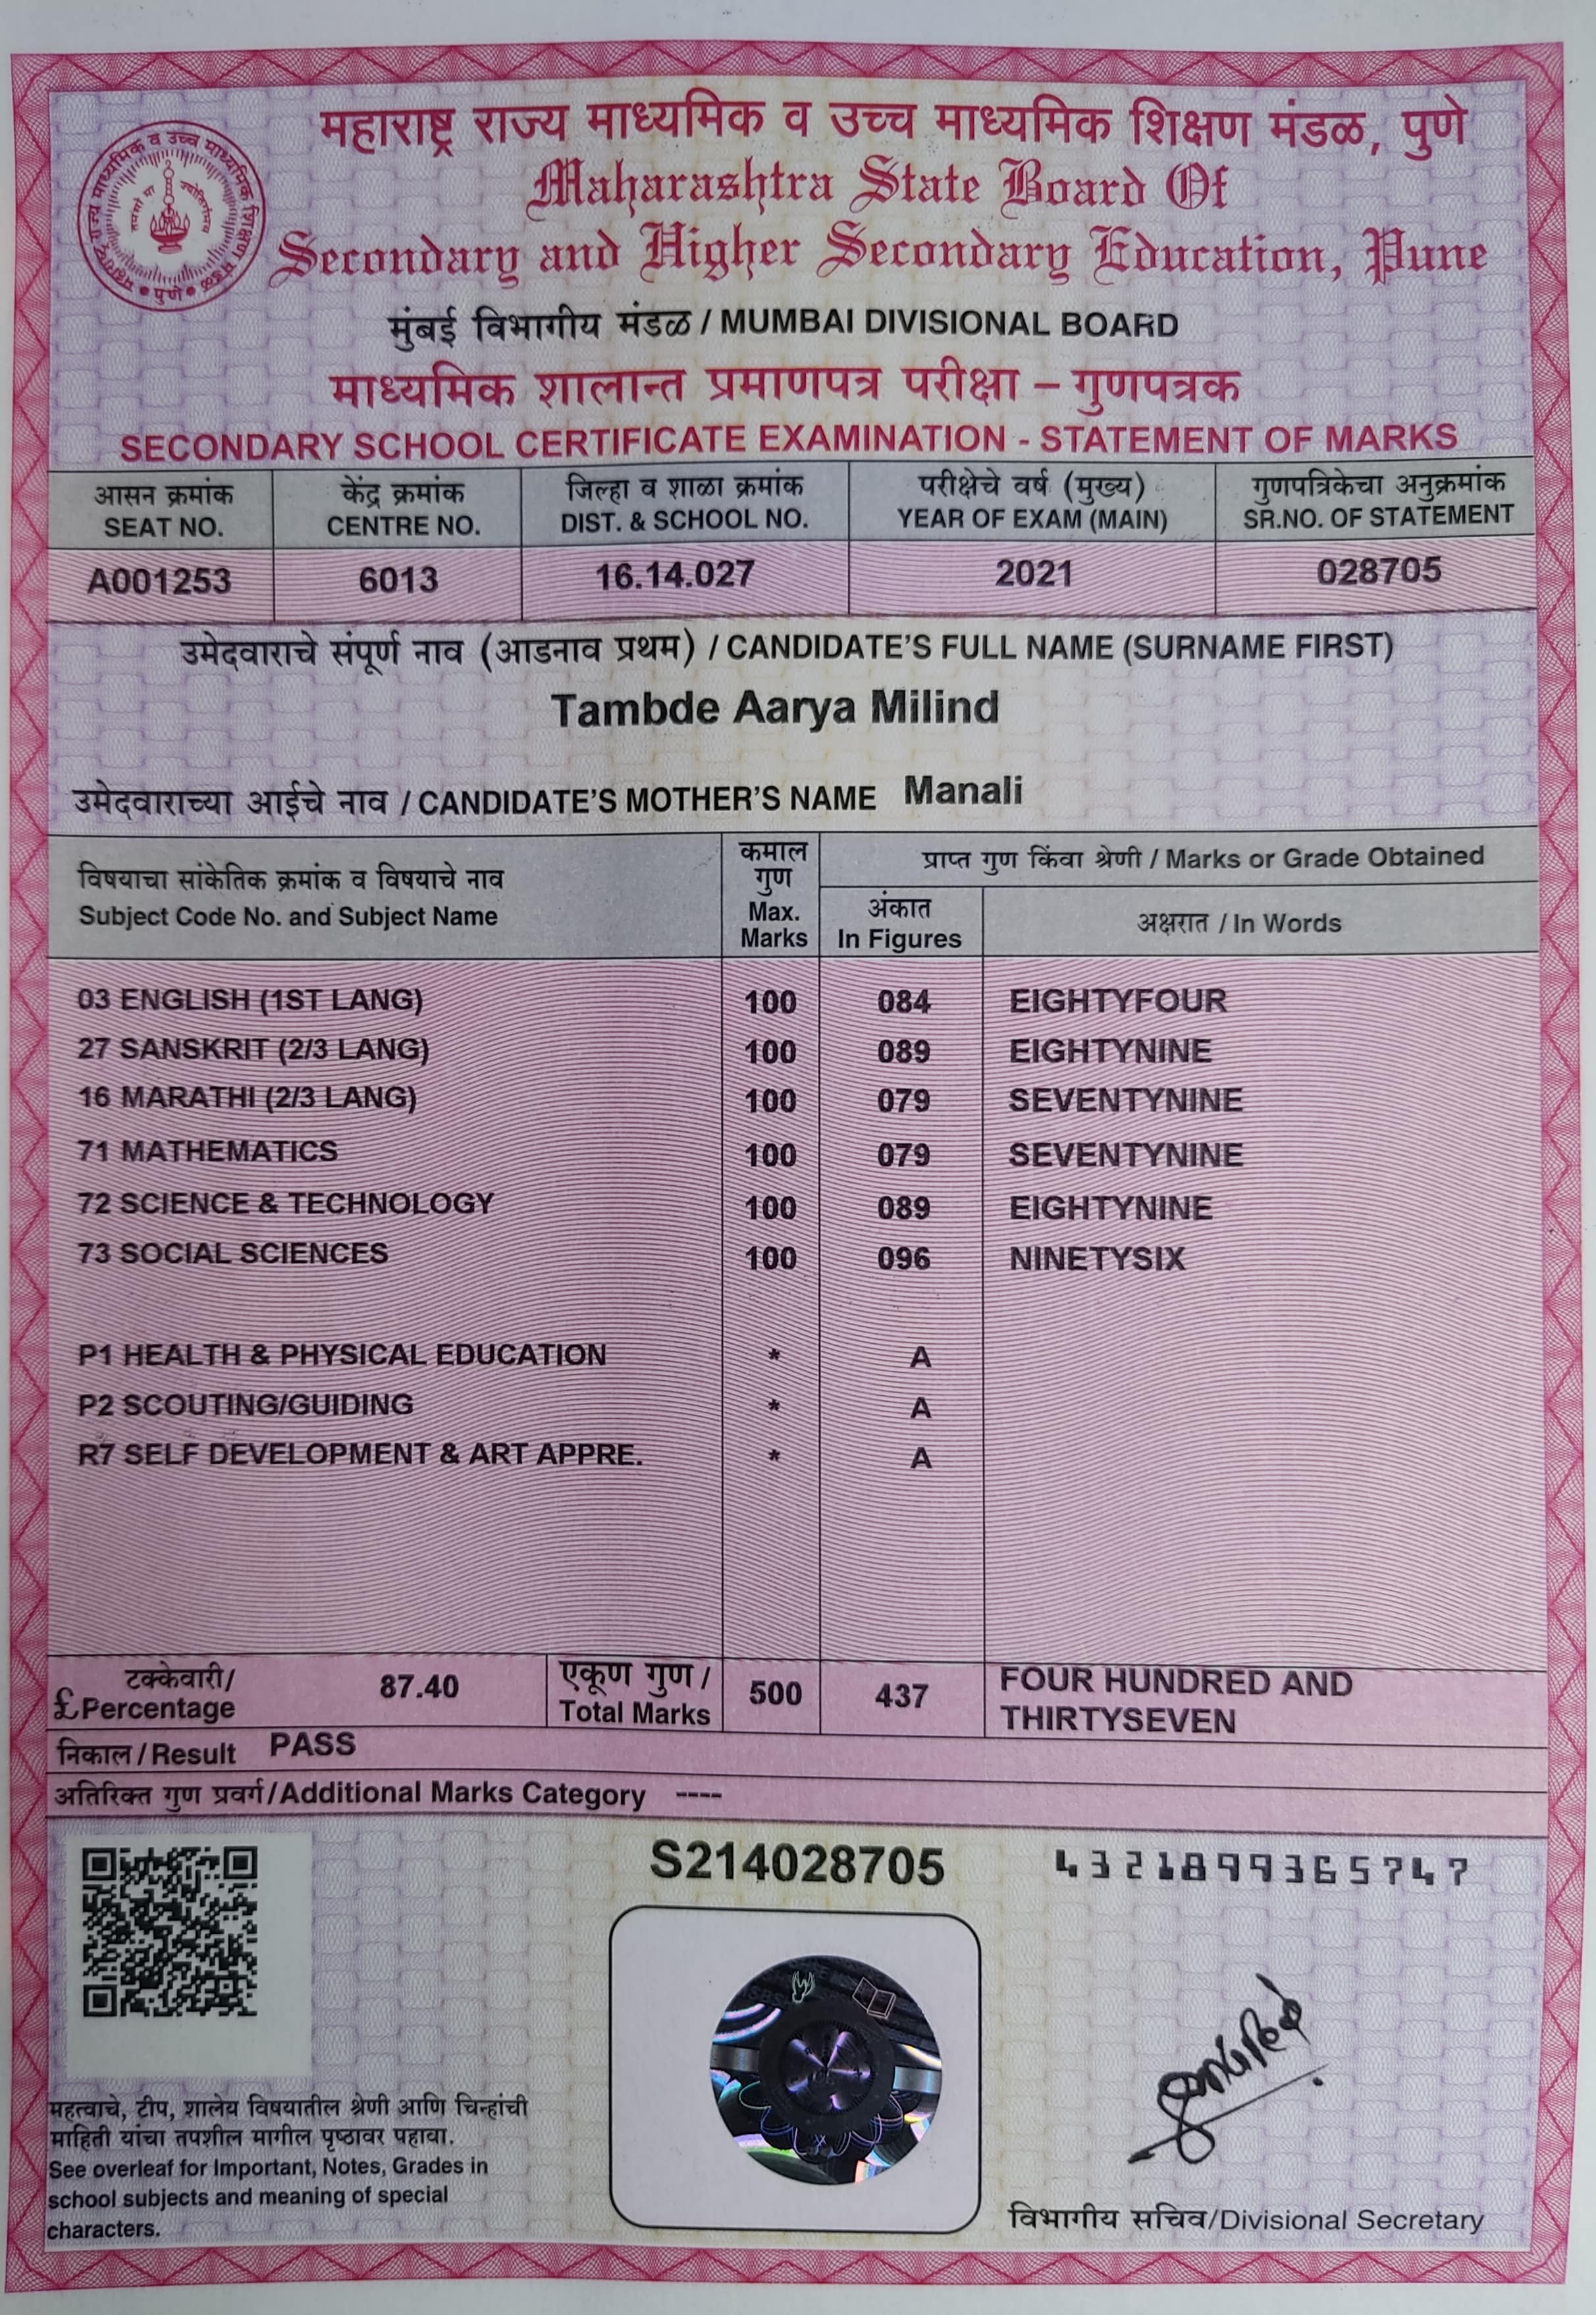 महाराष्ट्र राज्य माध्यमिक व उच्च माध्यमिक शिक्षण मंडळ, पुणे
Maharashtra State Board Of
Secondary and Higher Secondary Education, Pune
मुंबई विभागीय मंडळ / MUMBAI DIVISIONAL BOARD
माध्यमिक शालान्त प्रमाणपत्र परीक्षा – गुणपत्रक
SECONDARY SCHOOL CERTIFICATE EXAMINATION - STATEMENT OF MARKS
आसन क्रमांक केंद्र क्रमांक जिल्हा व शाळा क्रमांक परीक्षेचे वर्ष (मुख्य) गुणपत्रिकेचा अनुक्रमांक
SEAT NO. CENTRE NO. DIST. & SCHOOL NO. YEAR OF EXAM (MAIN) SR.NO. OF STATEMENT
A001253 6013 16.14.027 2021 028705
उमेदवाराचे संपूर्ण नाव (आडनाव प्रथम) / CANDIDATE'S FULL NAME (SURNAME FIRST)
Tambde Aarya Milind
उमेदवाराच्या आईचे नाव / CANDIDATE'S MOTHER'S NAME Manali
विषयाचा सांकेतिक क्रमांक व विषयाचे नाव
Subject Code No. and Subject Name
कमाल
गुण
Max.
Marks
प्राप्त गुण किंवा श्रेणी / Marks or Grade Obtained
अंकात
In Figures
अक्षरात / In Words
03 ENGLISH (1ST LANG) 100 084 EIGHTYFOUR
27 SANSKRIT (2/3 LANG) 100 089 EIGHTYNINE
16 MARATHI (2/3 LANG) 100 079 SEVENTYNINE
71 MATHEMATICS 100 079 SEVENTYNINE
72 SCIENCE & TECHNOLOGY 100 089 EIGHTYNINE
73 SOCIAL SCIENCES 100 096 NINETYSIX
P1 HEALTH & PHYSICAL EDUCATION * A
P2 SCOUTING/GUIDING * A
R7 SELF DEVELOPMENT & ART APPRE. * A
टक्केवारी/
£Percentage
87.40
एकूण गुण /
Total Marks
500 437
FOUR HUNDRED AND
THIRTYSEVEN
निकाल / Result PASS
अतिरिक्त गुण प्रवर्ग/Additional Marks Category ----
S214028705 4321899365747
महत्वाचे, टीप, शालेय विषयातील श्रेणी आणि चिन्हांची
माहिती यांचा तपशील मागील पृष्ठावर पहावा.
See overleaf for Important, Notes, Grades in
school subjects and meaning of special
characters.
विभागीय सचिव/Divisional Secretary